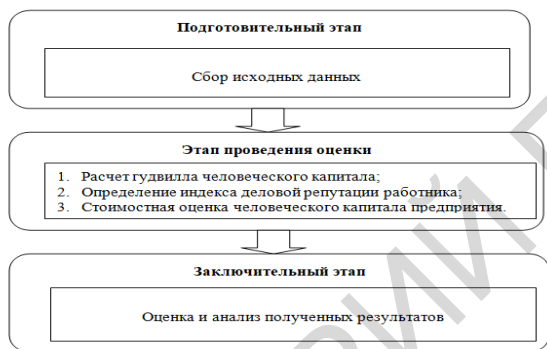 Подготовительный этап
Сбор исходных данных
Этап проведения оценки
1. Расчет гудвилла человеческого капитала;
2. Определение индекса деловой репутации работника;
3. Стоимостная оценка человеческого капитала предприятия.
Заключительный этап
Оценка и анализ полученных результатов